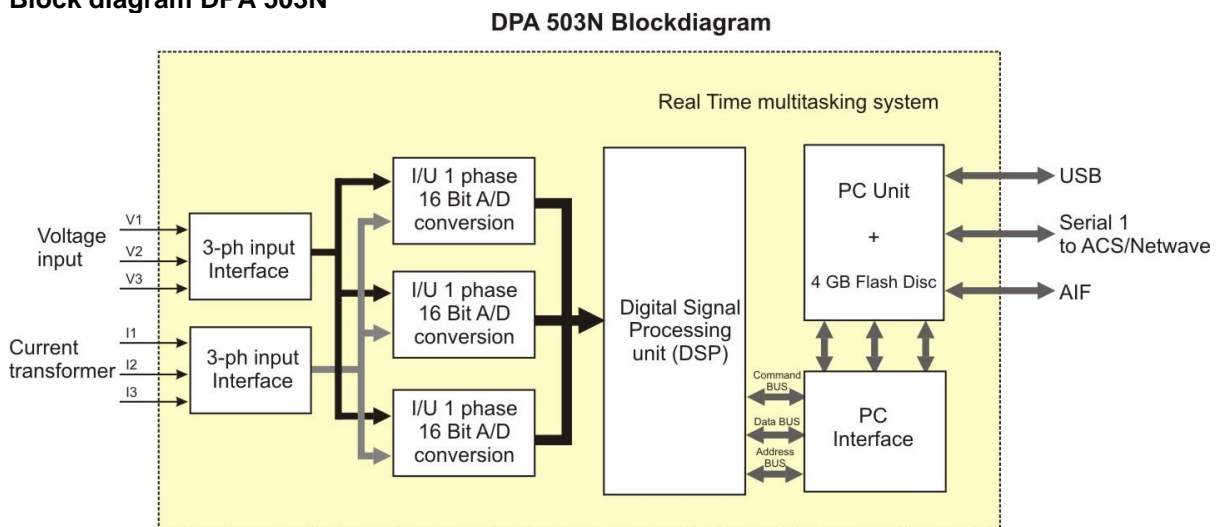 Block diagram DPA 503N
DPA 503N Blockdiagram
Real Time multitasking system
Voltage
input
V1
V2
V3
3-ph input
Interface
Current
transformer
I1
I2
I3
3-ph input
Interface
I/U 1 phase
16 Bit A/D
conversion
I/U 1 phase
16 Bit A/D
conversion
I/U 1 phase
16 Bit A/D
conversion
Digital Signal
Processing
unit (DSP)
Command
BUS
Data BUS
Address
BUS
PC Unit
+
4 GB Flash Disc
PC
Interface
USB
Serial 1
to ACS/Netwave
AIF